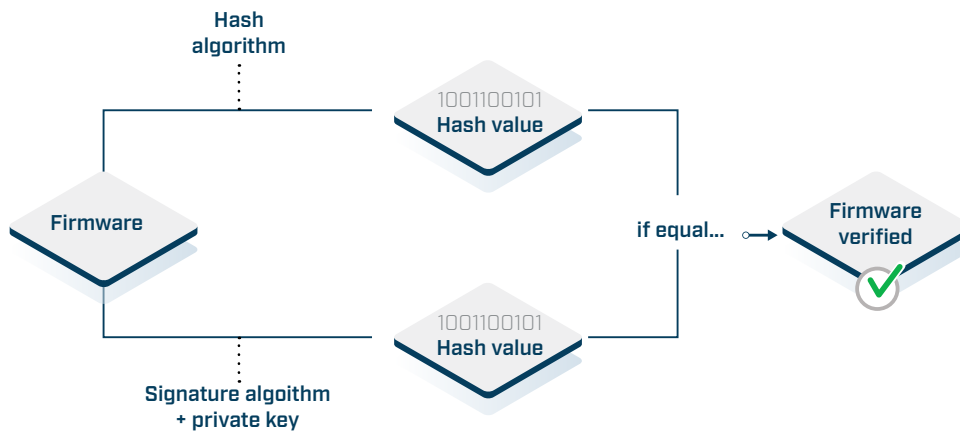 Hash
algorithm
1001100101
Hash value
Firmware
if equal...
Firmware
verified
1001100101
Hash value
Signature algoithm
+ private key